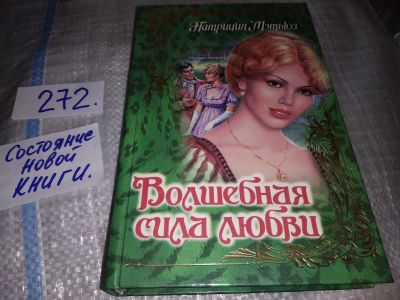 272.
Состояние
новой
книги.
Патриция Мэтьюз
Волшебная
сила любви